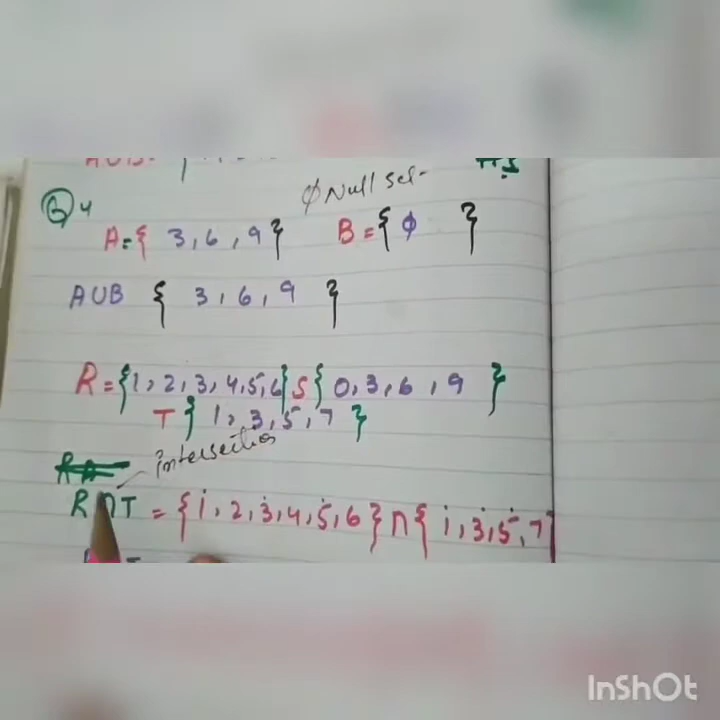 AUB=
Q4
φ Null set
A={ 3, 6, 9 } B={ φ }
AUB { 3, 6, 9 }
R={1, 2, 3, 4, 5, 6} S{ 0, 3, 6, 9 }
T { 1, 3, 5, 7 }
intersection
R∩T = {1, 2, 3, 4, 5, 6} ∩ { 1, 3, 5, 7
InShOt